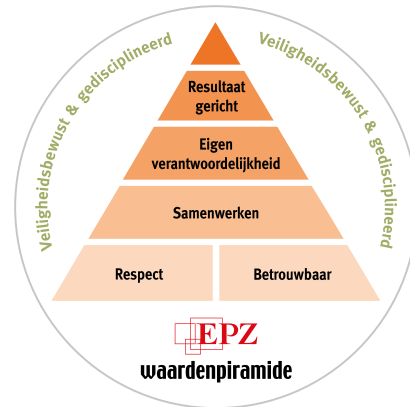 Veiligheidsbewust & gedisciplineerd
Veiligheidsbewust & gedisciplineerd
Resultaat
gericht
Eigen
verantwoordelijkheid
Samenwerken
Respect
Betrouwbaar
EPZ
waardenpiramide